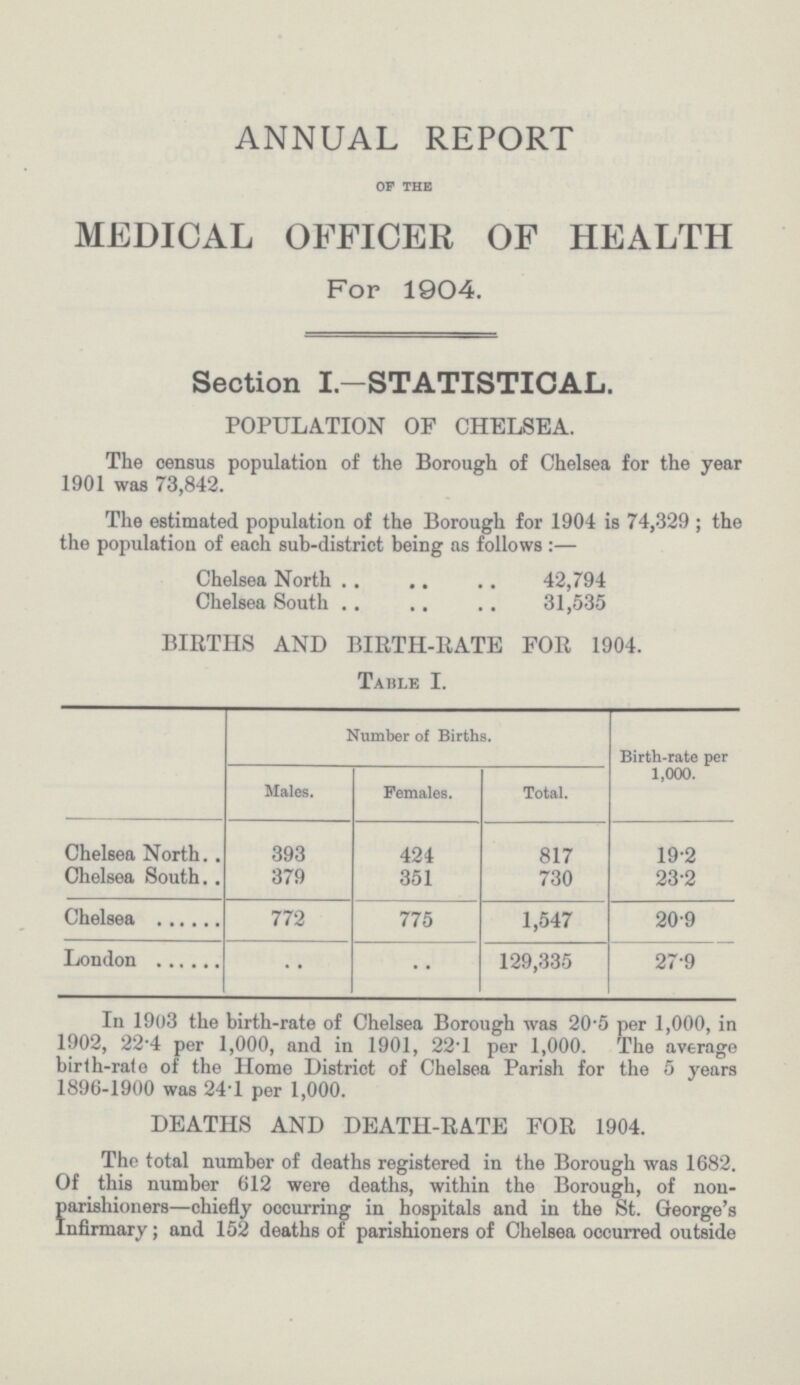 ANNUAL REPORT
OF THE
MEDICAL OFFICER OF HEALTH
For 1904.
Section I.—STATISTICAL.
POPULATION OF CHELSEA.
The census population of the Borough of Chelsea for the year
1901 was 73,842.
The estimated population of the Borough for 1904 is 74,329 ; the
the population of each sub-district being as follows :—
Chelsea North . . . . . . 42,794
Chelsea South . . . . . . 31,535
BIRTHS AND BIRTH-RATE FOR 1904.
TABLE I.
Number of Births. Birth-rate per
1,000.
Males. Females. Total.
Chelsea North. . 393 424 817 19·2
Chelsea South. . 379 351 730 23·2
Chelsea . . . . . . 772 775 1,547 20·9
London . . . . . . . . . . 129,335 27·9
In 1903 the birth-rate of Chelsea Borough was 20·5 per 1,000, in
1902, 22·4 per 1,000, and in 1901, 22·1 per 1,000. The average
birth-rate of the Home District of Chelsea Parish for the 5 years
1896-1900 was 24·1 per 1,000.
DEATHS AND DEATH-RATE FOR 1904.
The total number of deaths registered in the Borough was 1682.
Of this number 612 were deaths, within the Borough, of non-
parishioners—chiefly occurring in hospitals and in the St. George's
Infirmary ; and 152 deaths of parishioners of Chelsea occurred outside